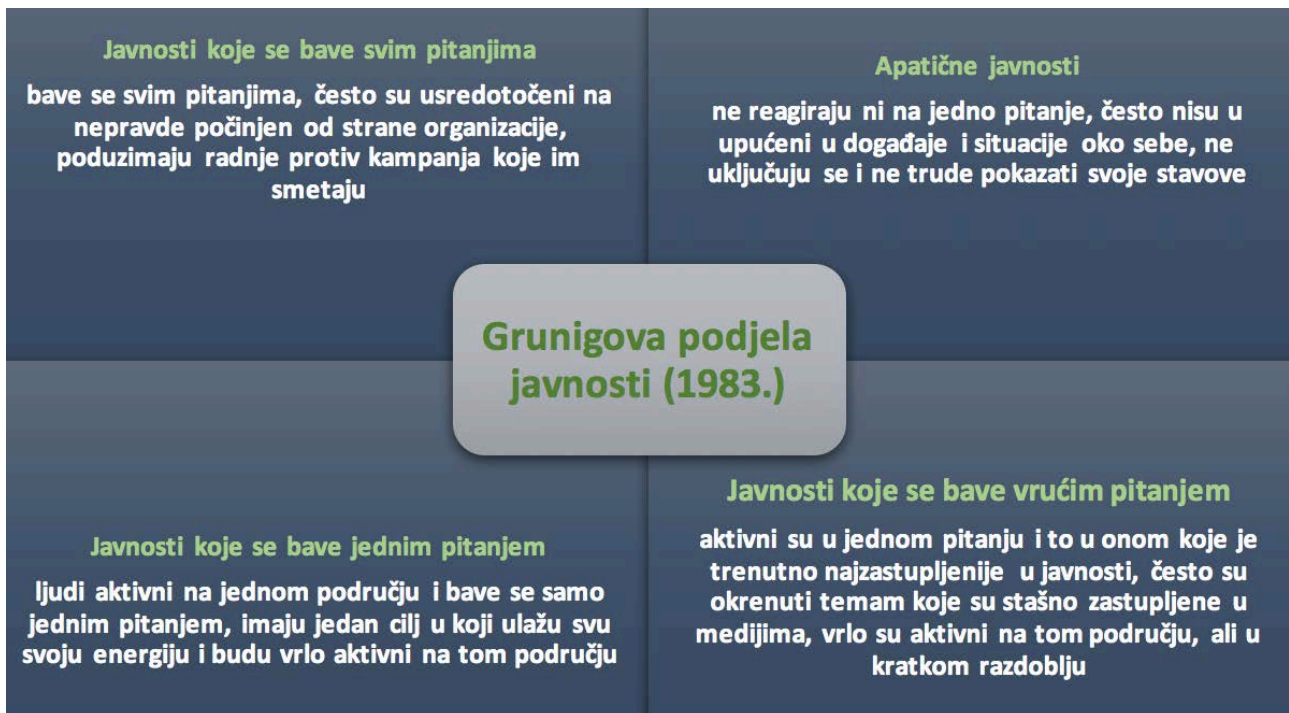 Javnosti koje se bave svim pitanjima
bave se svim pitanjima, često su usredotočeni na
nepravde počinjen od strane organizacije,
poduzimaju radnje protiv kampanja koje im
smetaju
Apatične javnosti
ne reagiraju ni na jedno pitanje, često nisu u
upućeni u događaje i situacije oko sebe, ne
uključuju se i ne trude pokazati svoje stavove
Grunigova podjela
javnosti (1983.)
Javnosti koje se bave jednim pitanjem
ljudi aktivni na jednom području i bave se samo
jednim pitanjem, imaju jedan cilj u koji ulažu svu
svoju energiju i budu vrlo aktivni na tom području
Javnosti koje se bave vrućim pitanjem
aktivni su u jednom pitanju i to u onom koje je
trenutno najzastupljenije u javnosti, često su
okrenuti temam koje su stašno zastupljene u
medijima, vrlo su aktivni na tom području, ali u
kratkom razdoblju